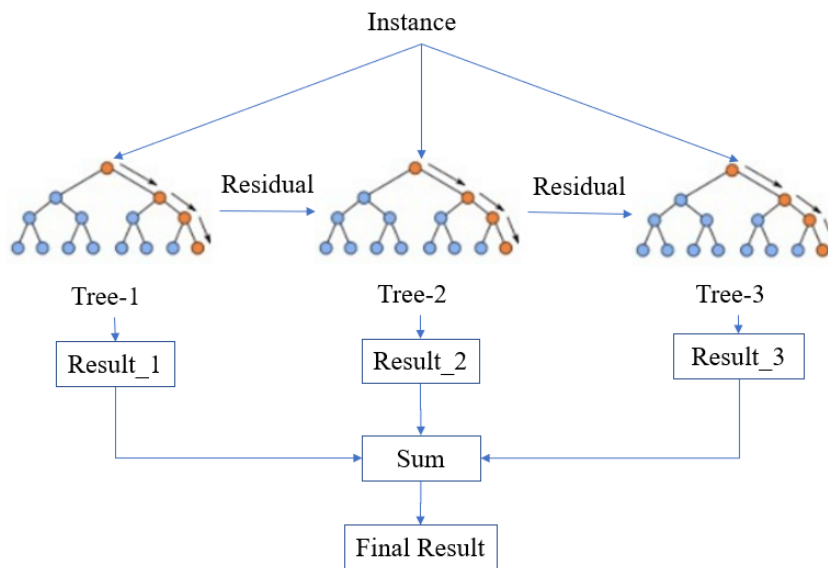 Instance
Residual
Residual
Tree-1
Tree-2
Tree-3
Result_1
Result_2
Result_3
Sum
Final Result